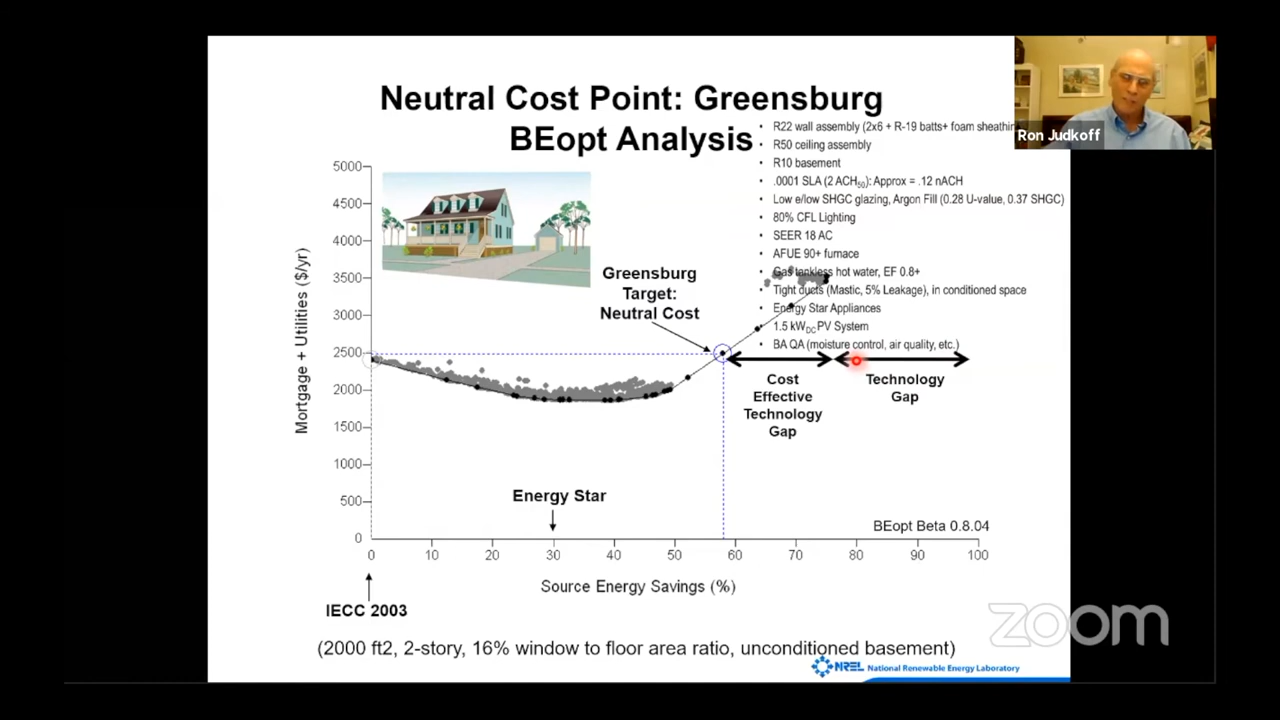 Neutral Cost Point: Greensburg
BEopt Analysis
Ron Judkoff
• R22 wall assembly (2x6 + R-19 batts+ foam sheathin
• R50 ceiling assembly
• R10 basement
• .0001 SLA (2 ACH50): Approx = .12 nACH
• Low e/low SHGC glazing, Argon Fill (0.28 U-value, 0.37 SHGC)
• 80% CFL Lighting
• SEER 18 AC
• AFUE 90+ furnace
• Gas tankless hot water, EF 0.8+
• Tight ducts (Mastic, 5% Leakage), in conditioned space
• Energy Star Appliances
• 1.5 kWDC PV System
• BA QA (moisture control, air quality, etc.)
Mortgage + Utilities ($/yr)
5000
4500
4000
3500
3000
2500
2000
1500
1000
500
0
Greensburg
Target:
Neutral Cost
Cost
Effective
Technology
Gap
Technology
Gap
Energy Star
BEopt Beta 0.8.04
0 10 20 30 40 50 60 70 80 90 100
Source Energy Savings (%)
IECC 2003
(2000 ft2, 2-story, 16% window to floor area ratio, unconditioned basement)
NREL National Renewable Energy Laboratory
zoom